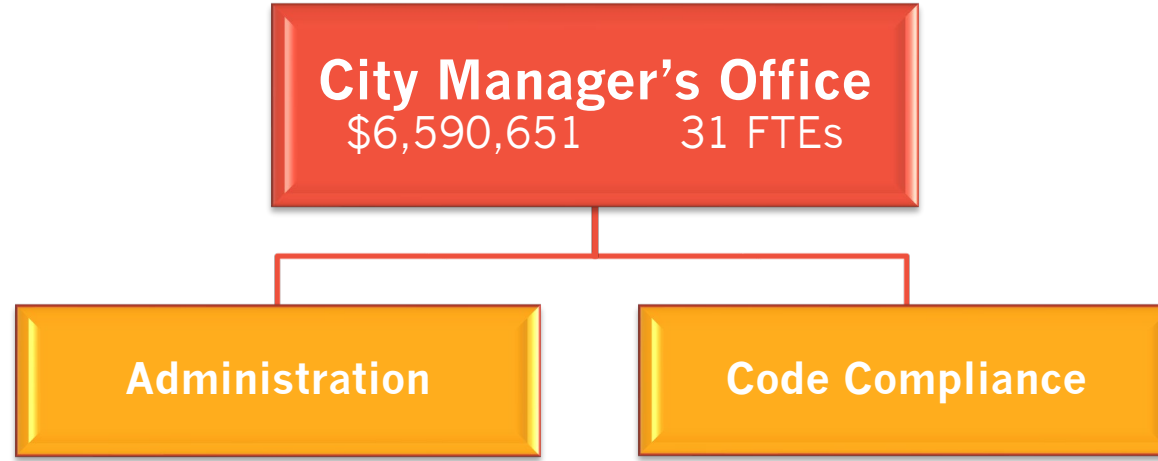 City Manager’s Office
$6,590,651 31 FTEs
Administration
Code Compliance